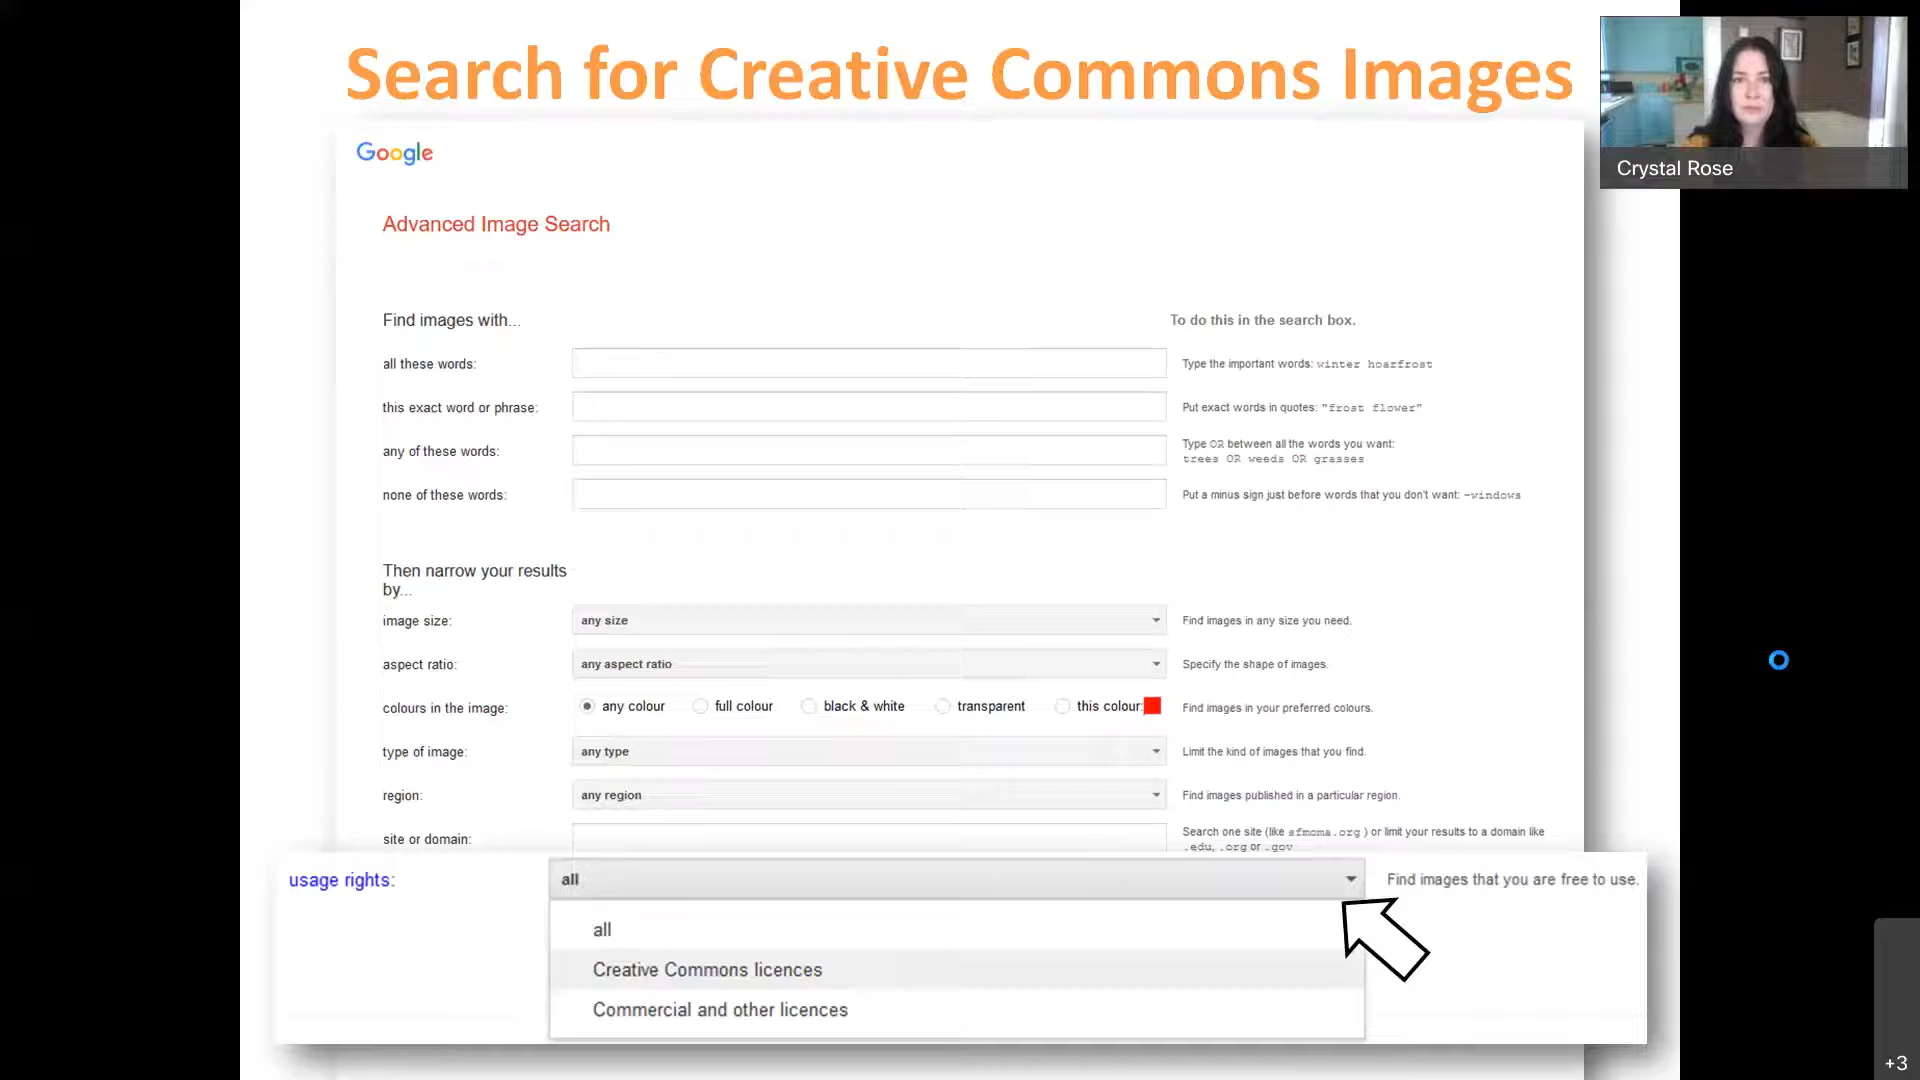 Search for Creative Commons Images
Crystal Rose
Google
Advanced Image Search
Find images with...
To do this in the search box.
all these words:
Type the important words: winter hoarfrost
this exact word or phrase:
Put exact words in quotes: "frost flower"
any of these words:
Type OR between all the words you want:
trees OR weeds OR grasses
none of these words:
Put a minus sign just before words that you don't want: -windows
Then narrow your results
by...
image size:
any size
Find images in any size you need.
aspect ratio:
any aspect ratio
Specify the shape of images.
colours in the image:
any colour full colour black & white transparent this colour:
Find images in your preferred colours.
type of image:
any type
Limit the kind of images that you find.
region:
any region
Find images published in a particular region.
site or domain:
Search one site (like sfmoma.org ) or limit your results to a domain like
.edu, .org or .gov
usage rights:
all
Find images that you are free to use.
all
Creative Commons licences
Commercial and other licences
+3